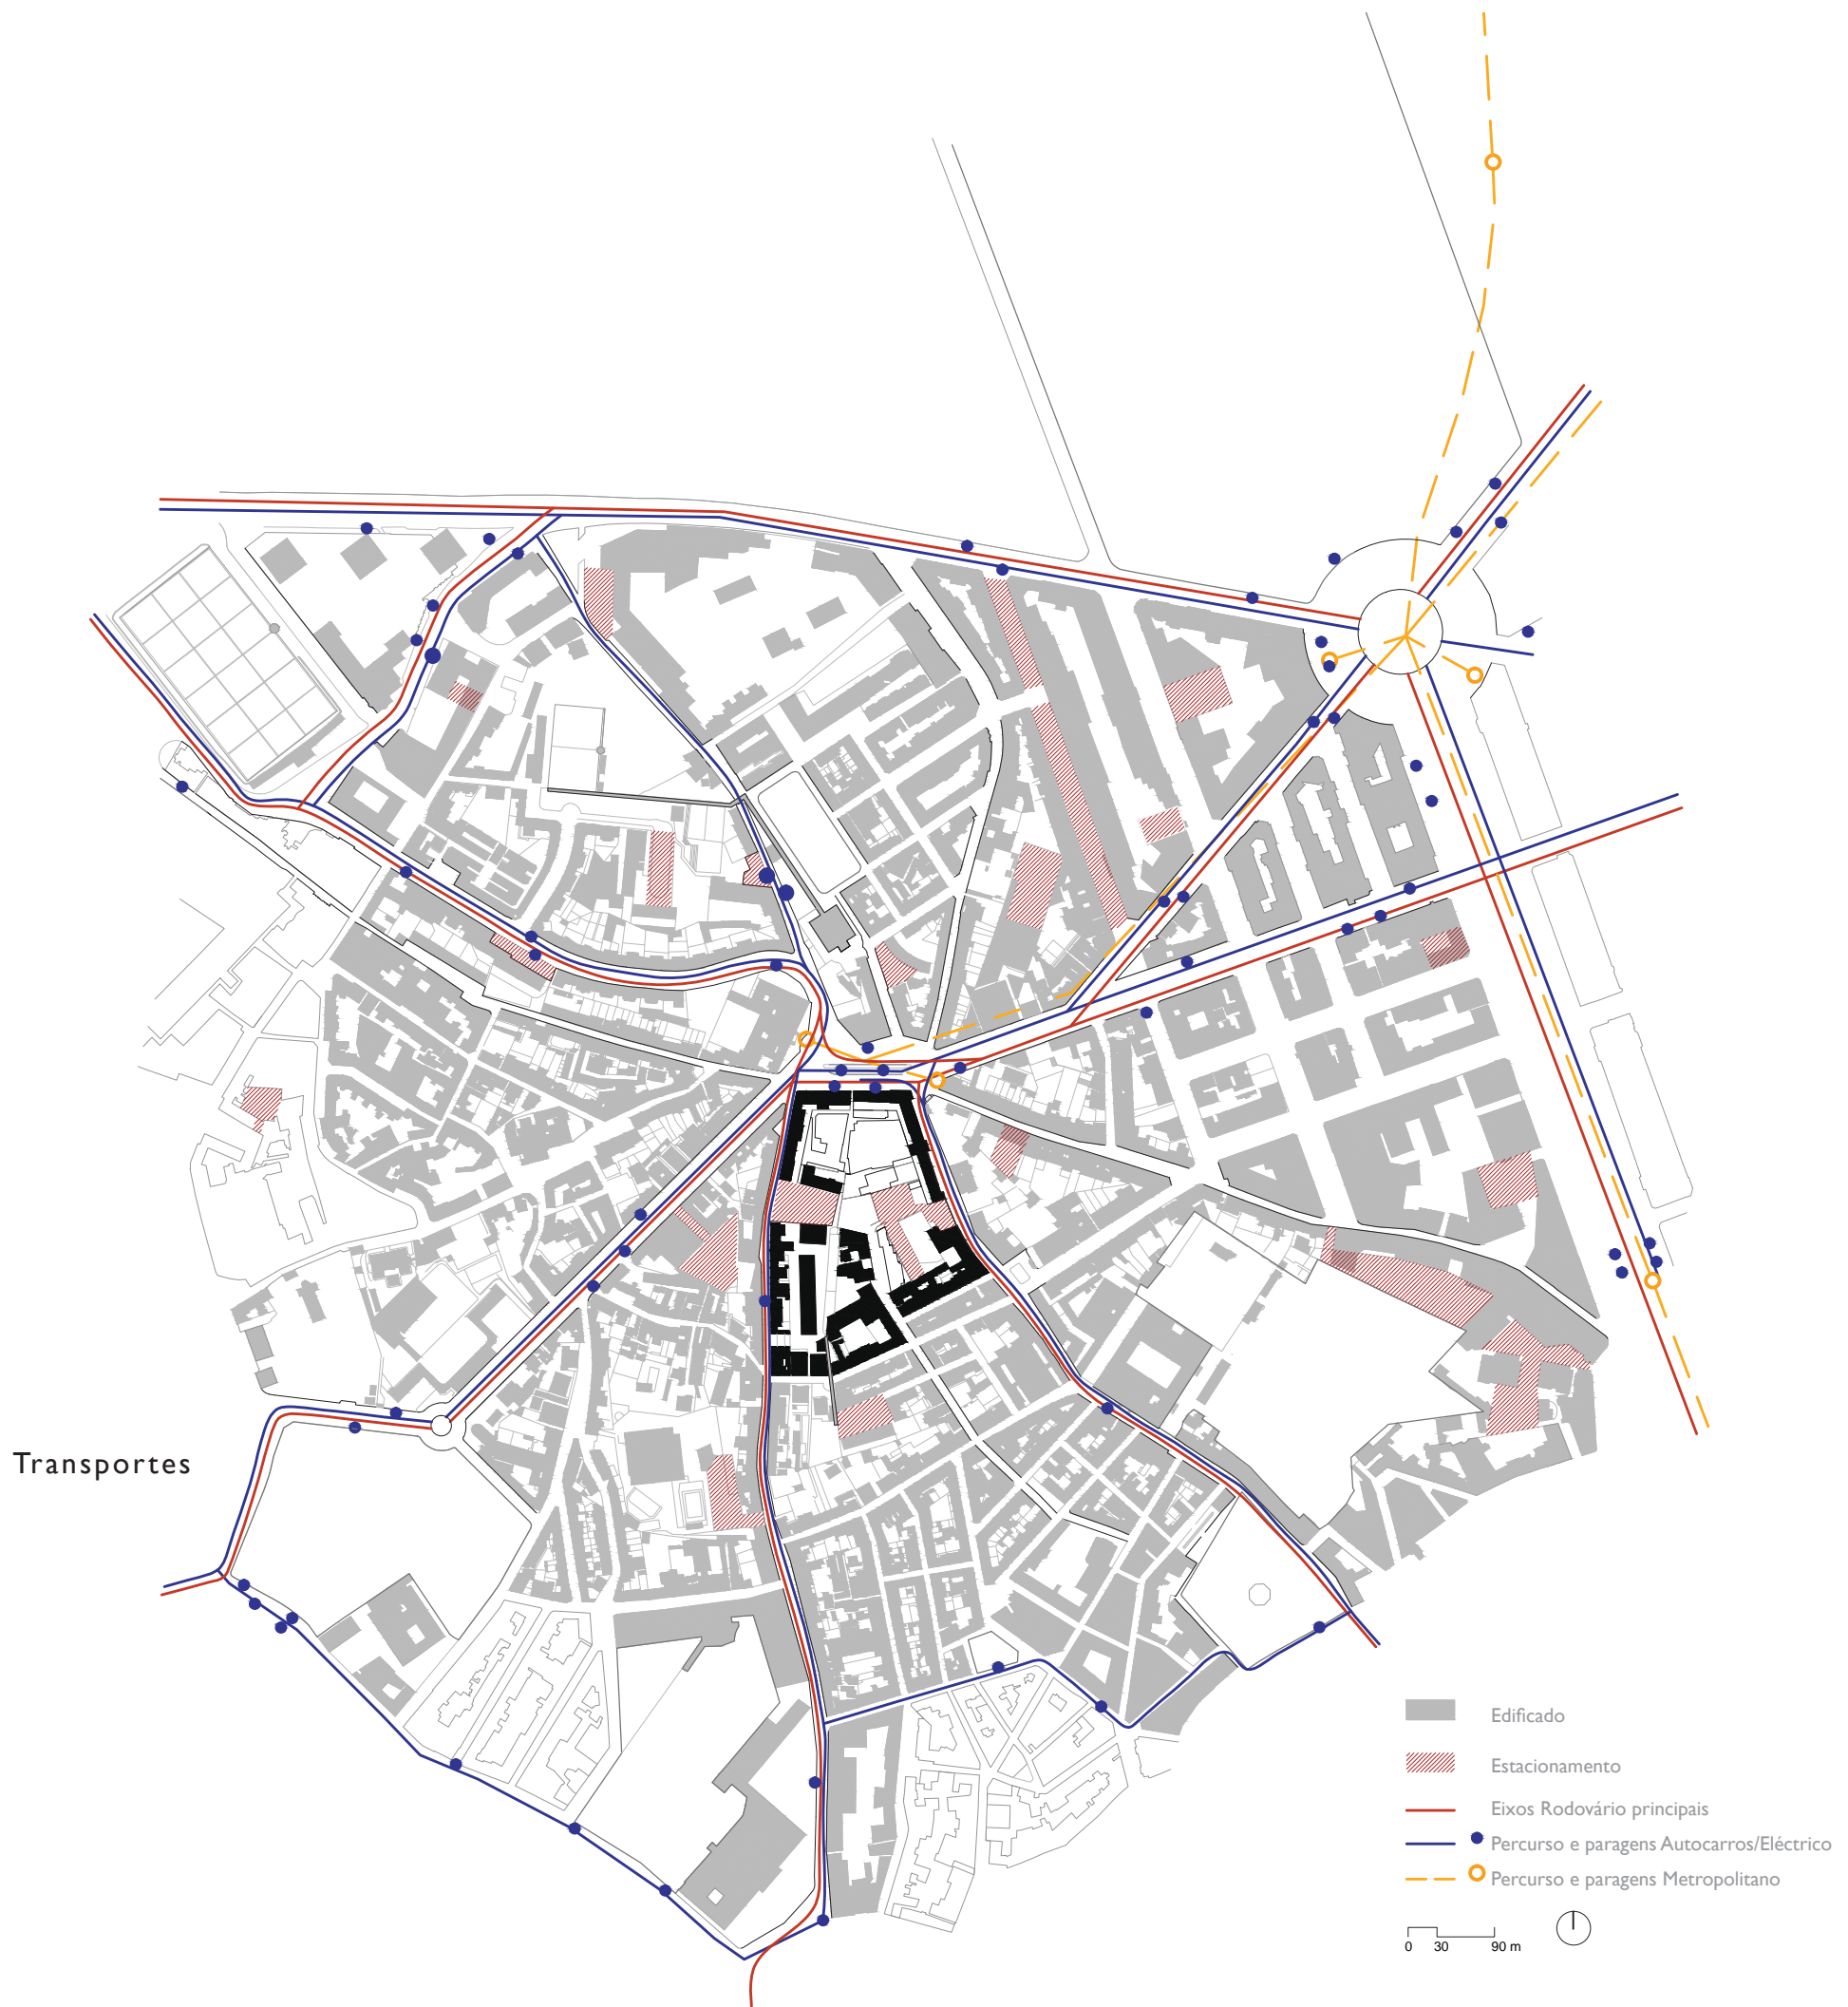 Transportes
Edificado
Estacionamento
Eixos Rodovário principais
Percurso e paragens Autocarros/Eléctrico
Percurso e paragens Metropolitano
0 30 90 m